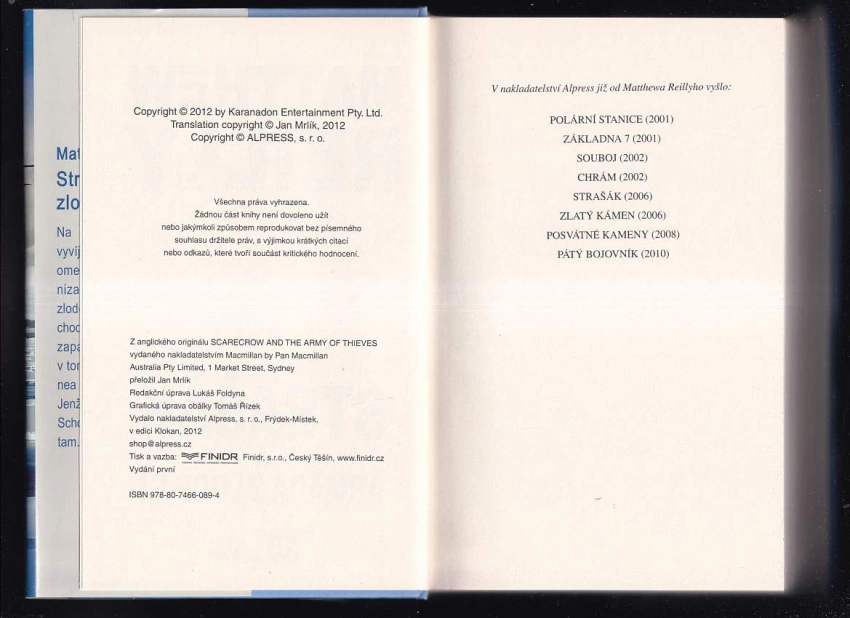 Mat
Str
zlo
Na
vyvíj
ome
niza
zlod
choc
zapa
v tor
nea
Jenž
Scho
tam.
Copyright © 2012 by Karanadon Entertainment Pty. Ltd.
Translation copyright © Jan Mrlík, 2012
Copyright © ALPRESS, s. r. o.
Všechna práva vyhrazena.
Žádnou část knihy není dovoleno užít
nebo jakýmkoli způsobem reprodukovat bez písemného
souhlasu držitele práv, s výjimkou krátkých citací
nebo odkazů, které tvoří součást kritického hodnocení.
Z anglického originálu SCARECROW AND THE ARMY OF THIEVES
vydaného nakladatelstvím Macmillan by Pan Macmillan
Australia Pty Limited, 1 Market Street, Sydney
přeložil Jan Mrlík
Redakční úprava Lukáš Foldyna
Grafická úprava obálky Tomáš Řízek
Vydalo nakladatelství Alpress, s. r. o., Frýdek-Místek,
v edici Klokan, 2012
shop@alpress.cz
Tisk a vazba: FINIDR Finidr, s.r.o., Český Těšín, www.finidr.cz
Vydání první
ISBN 978-80-7466-089-4
V nakladatelství Alpress již od Matthewa Reillyho vyšlo:
POLÁRNÍ STANICE (2001)
ZÁKLADNA 7 (2001)
SOUBOJ (2002)
CHRÁM (2002)
STRAŠÁK (2006)
ZLATÝ KÁMEN (2006)
POSVÁTNÉ KAMENY (2008)
PÁTÝ BOJOVNÍK (2010)